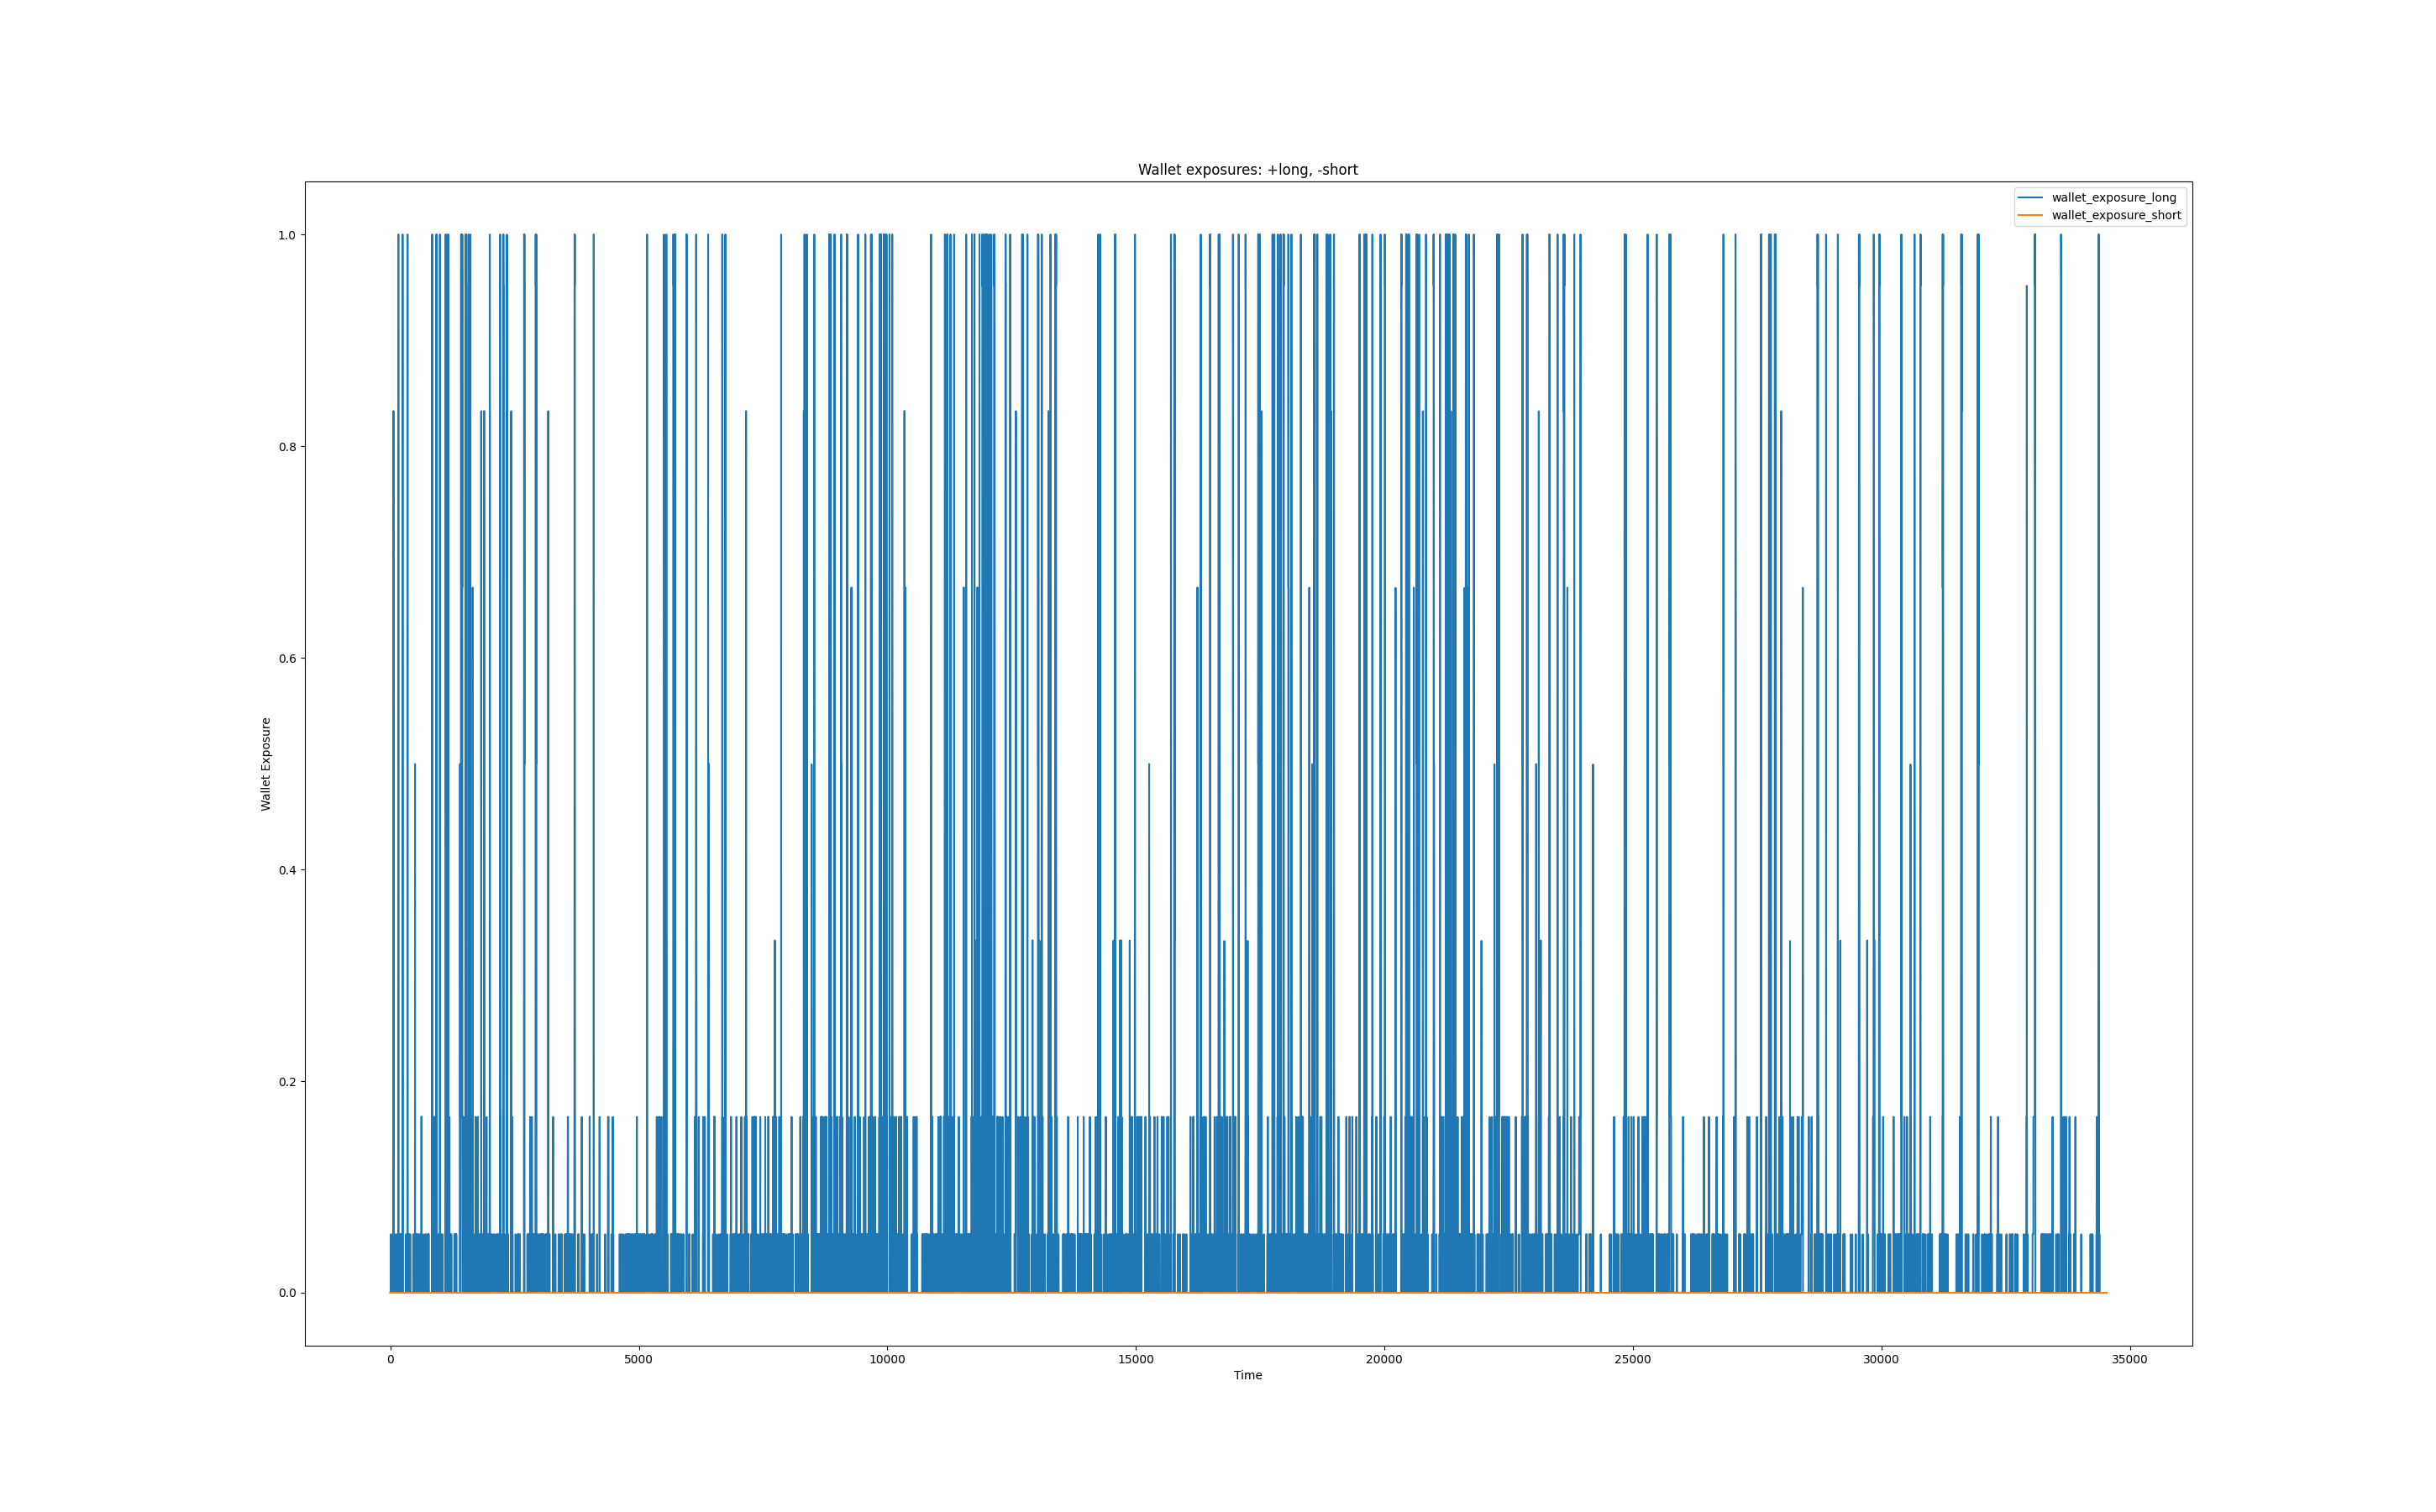 Wallet exposures: +long, -short
wallet_exposure_long
wallet_exposure_short
1.0
0.8
0.6
0.4
0.2
0.0
Wallet Exposure
0 5000 10000 15000 20000 25000 30000 35000
Time